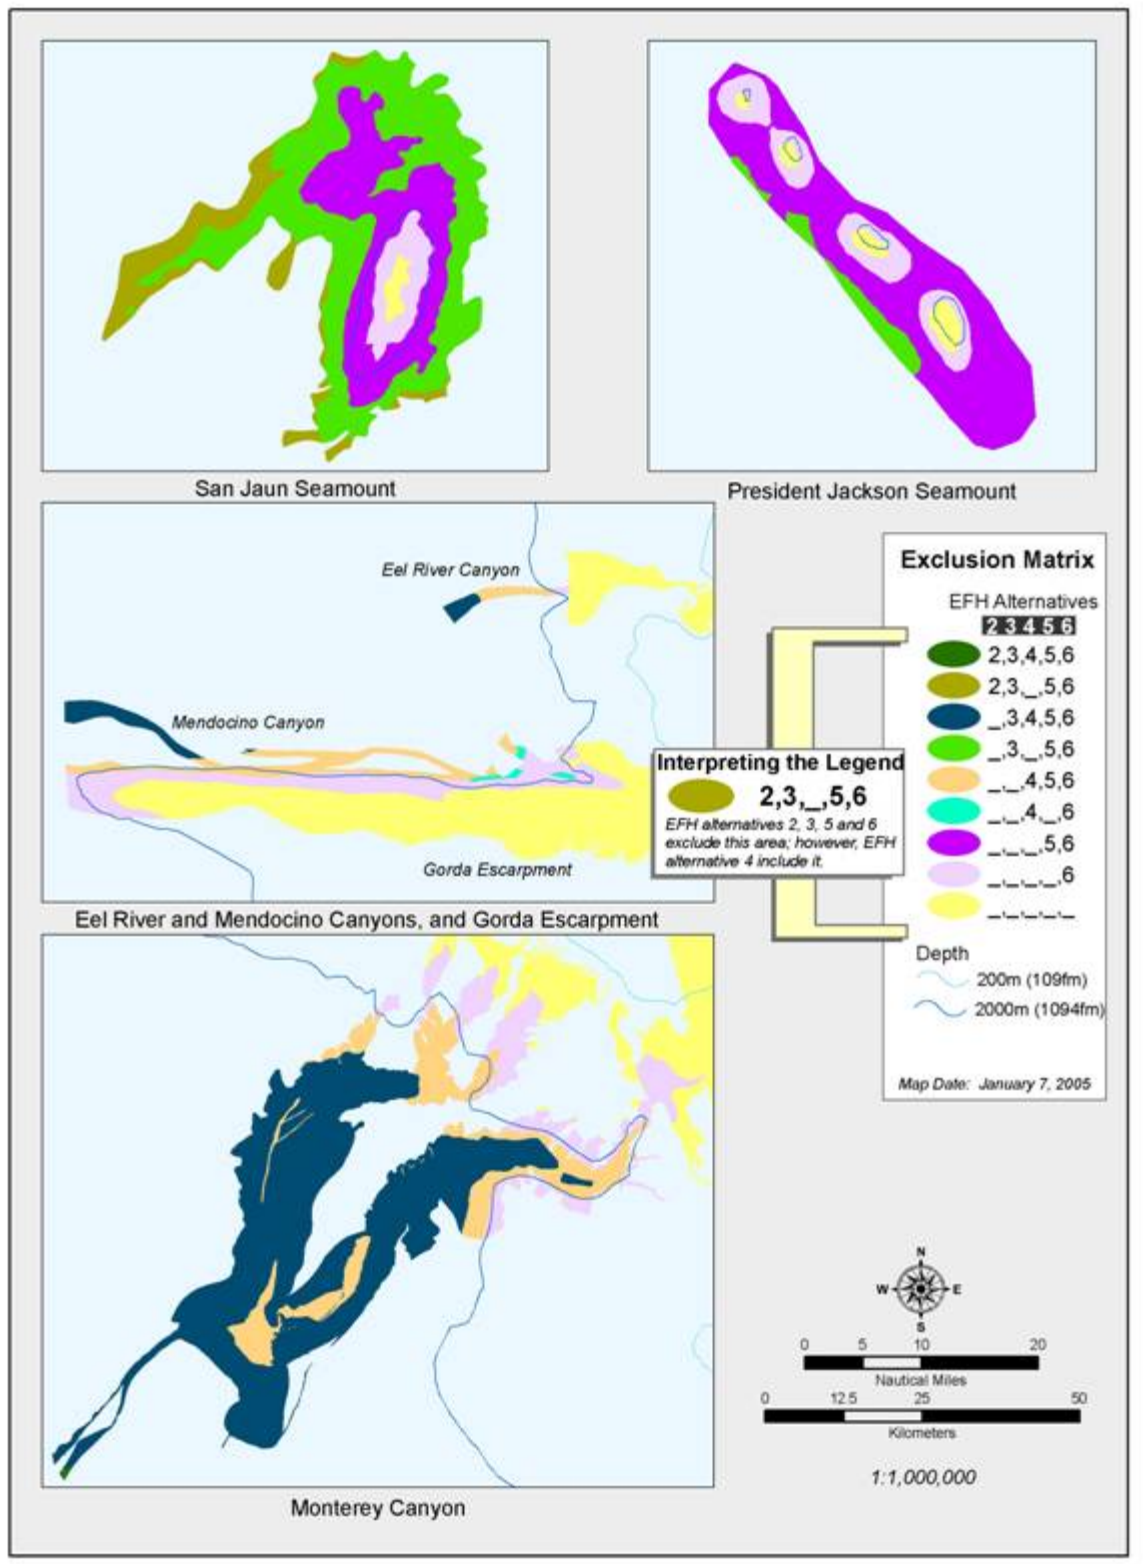 San Jaun Seamount
President Jackson Seamount
Eel River Canyon
Mendocino Canyon
Gorda Escarpment
Eel River and Mendocino Canyons, and Gorda Escarpment
Exclusion Matrix
EFH Alternatives
2 3 4 5 6
2,3,4,5,6
2,3,_,5,6
_,3,4,5,6
_,3,_,5,6
_,_,4,5,6
_,_,4,_,6
_,_,_,5,6
_,_,_,_,6
_,_,_,_,_
Interpreting the Legend
2,3,_,5,6
EFH alternatives 2, 3, 5 and 6
exclude this area; however, EFH
alternative 4 include it.
Depth
200m (109fm)
2000m (1094fm)
Map Date: January 7, 2005
Monterey Canyon
N
W E
S
0 5 10 20
Nautical Miles
0 12.5 25 50
Kilometers
1:1,000,000